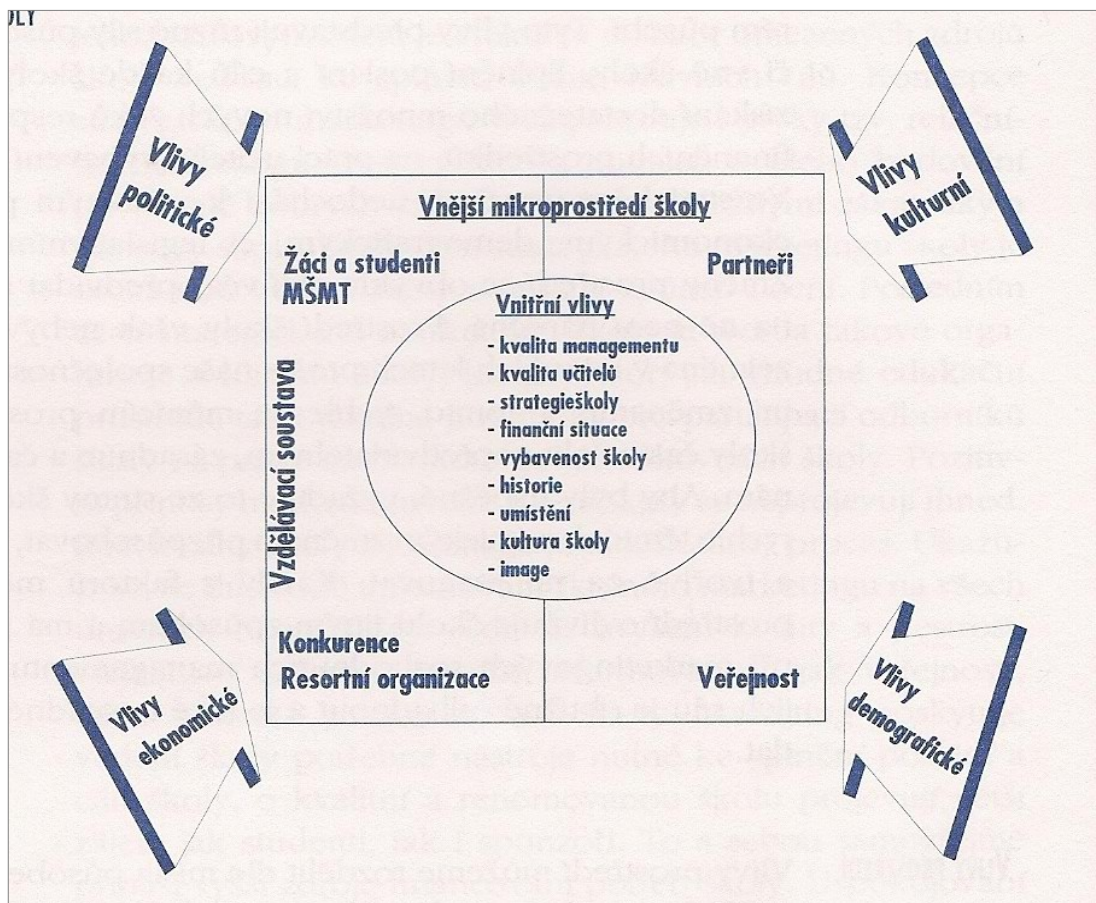 OLY
Vlivy
politické
Vlivy
kulturní
Vnější mikroprostředí školy
Žáci a studenti
MŠMT
Partneři
Vzdělávací soustava
Vnitřní vlivy
- kvalita managementu
- kvalita učitelů
- strategieškoly
- finanční situace
- vybavenost školy
- historie
- umístění
- kultura školy
- image
Konkurence
Resortní organizace
Veřejnost
Vlivy
ekonomické
Vlivy
demografické